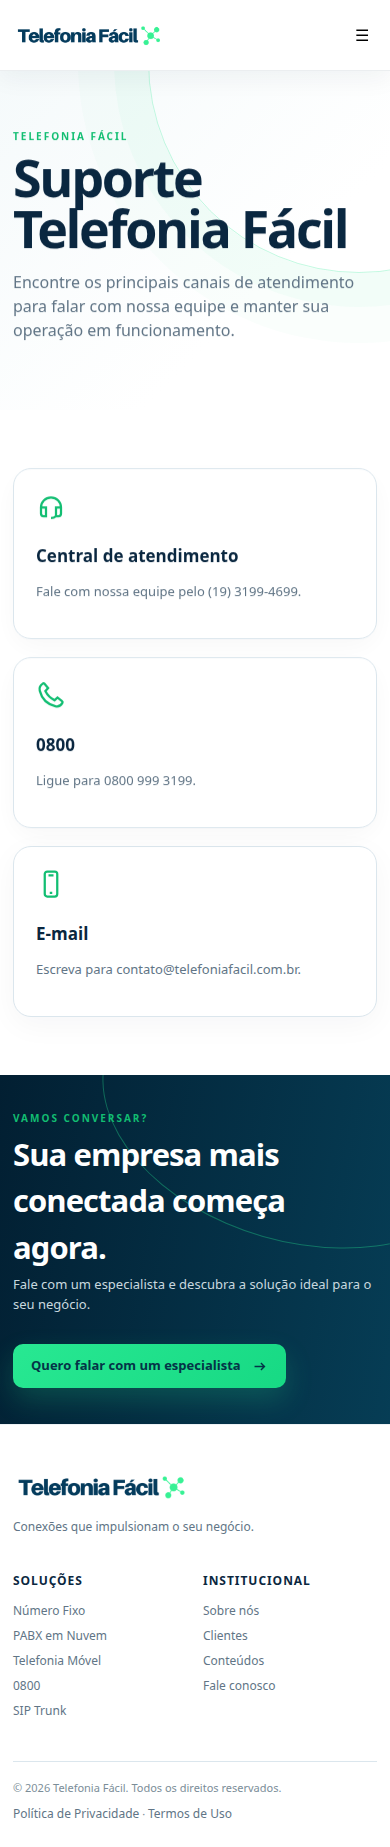 Telefonia Fácil
☰
TELEFONIA FÁCIL
Suporte
Telefonia Fácil
Encontre os principais canais de atendimento
para falar com nossa equipe e manter sua
operação em funcionamento.
Central de atendimento
Fale com nossa equipe pelo (19) 3199-4699.
0800
Ligue para 0800 999 3199.
E-mail
Escreva para contato@telefoniafacil.com.br.
VAMOS CONVERSAR?
Sua empresa mais
conectada começa
agora.
Fale com um especialista e descubra a solução ideal para o
seu negócio.
Quero falar com um especialista →
Telefonia Fácil
Conexões que impulsionam o seu negócio.
SOLUÇÕES
Número Fixo
PABX em Nuvem
Telefonia Móvel
0800
SIP Trunk
INSTITUCIONAL
Sobre nós
Clientes
Conteúdos
Fale conosco
© 2026 Telefonia Fácil. Todos os direitos reservados.
Política de Privacidade · Termos de Uso